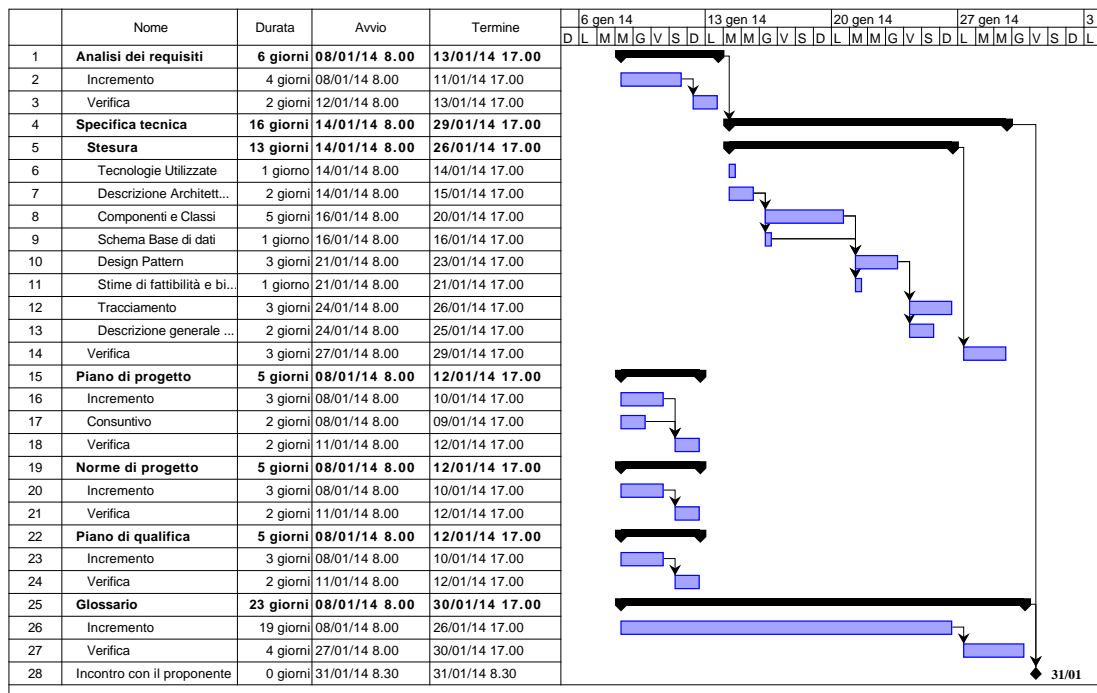 Nome Durata Avvio Termine
6 gen 14 13 gen 14 20 gen 14 27 gen 14 3
D L M M G V S D L M M G V S D L M M G V S D L M M G V S D L
1 Analisi dei requisiti 6 giorni 08/01/14 8.00 13/01/14 17.00
2 Incremento 4 giorni 08/01/14 8.00 11/01/14 17.00
3 Verifica 2 giorni 12/01/14 8.00 13/01/14 17.00
4 Specifica tecnica 16 giorni 14/01/14 8.00 29/01/14 17.00
5 Stesura 13 giorni 14/01/14 8.00 26/01/14 17.00
6 Tecnologie Utilizzate 1 giorno 14/01/14 8.00 14/01/14 17.00
7 Descrizione Architett... 2 giorni 14/01/14 8.00 15/01/14 17.00
8 Componenti e Classi 5 giorni 16/01/14 8.00 20/01/14 17.00
9 Schema Base di dati 1 giorno 16/01/14 8.00 16/01/14 17.00
10 Design Pattern 3 giorni 21/01/14 8.00 23/01/14 17.00
11 Stime di fattibilità e bi... 1 giorno 21/01/14 8.00 21/01/14 17.00
12 Tracciamento 3 giorni 24/01/14 8.00 26/01/14 17.00
13 Descrizione generale ... 2 giorni 24/01/14 8.00 25/01/14 17.00
14 Verifica 3 giorni 27/01/14 8.00 29/01/14 17.00
15 Piano di progetto 5 giorni 08/01/14 8.00 12/01/14 17.00
16 Incremento 3 giorni 08/01/14 8.00 10/01/14 17.00
17 Consuntivo 2 giorni 08/01/14 8.00 09/01/14 17.00
18 Verifica 2 giorni 11/01/14 8.00 12/01/14 17.00
19 Norme di progetto 5 giorni 08/01/14 8.00 12/01/14 17.00
20 Incremento 3 giorni 08/01/14 8.00 10/01/14 17.00
21 Verifica 2 giorni 11/01/14 8.00 12/01/14 17.00
22 Piano di qualifica 5 giorni 08/01/14 8.00 12/01/14 17.00
23 Incremento 3 giorni 08/01/14 8.00 10/01/14 17.00
24 Verifica 2 giorni 11/01/14 8.00 12/01/14 17.00
25 Glossario 23 giorni 08/01/14 8.00 30/01/14 17.00
26 Incremento 19 giorni 08/01/14 8.00 26/01/14 17.00
27 Verifica 4 giorni 27/01/14 8.00 30/01/14 17.00
28 Incontro con il proponente 0 giorni 31/01/14 8.30 31/01/14 8.30 31/01